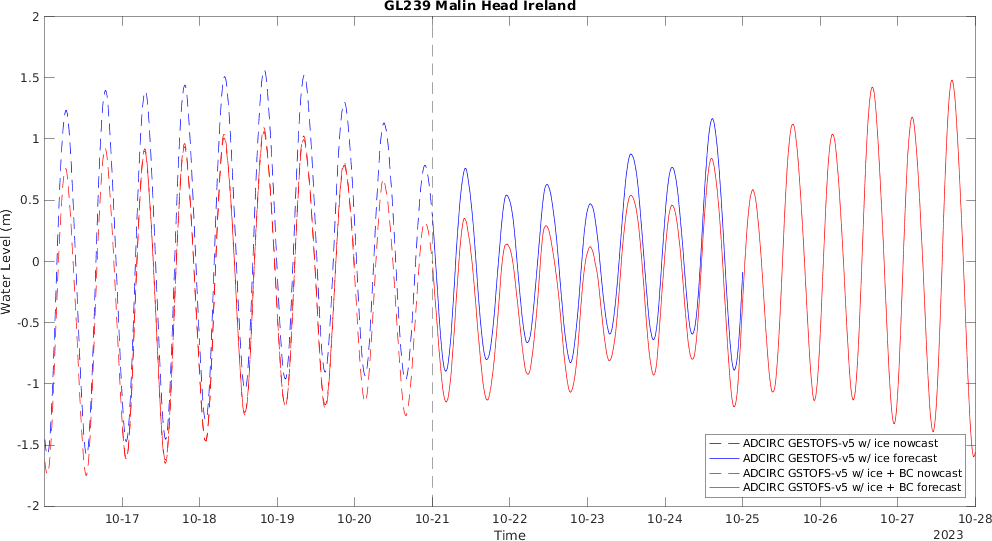 GL239 Malin Head Ireland
Water Level (m)
2
1.5
1
0.5
0
-0.5
-1
-1.5
-2
ADCIRC GESTOFS-v5 w/ ice nowcast
ADCIRC GESTOFS-v5 w/ ice forecast
ADCIRC GSTOFS-v5 w/ ice + BC nowcast
ADCIRC GSTOFS-v5 w/ ice + BC forecast
10-17 10-18 10-19 10-20 10-21 10-22 10-23 10-24 10-25 10-26 10-27 10-28
Time
2023